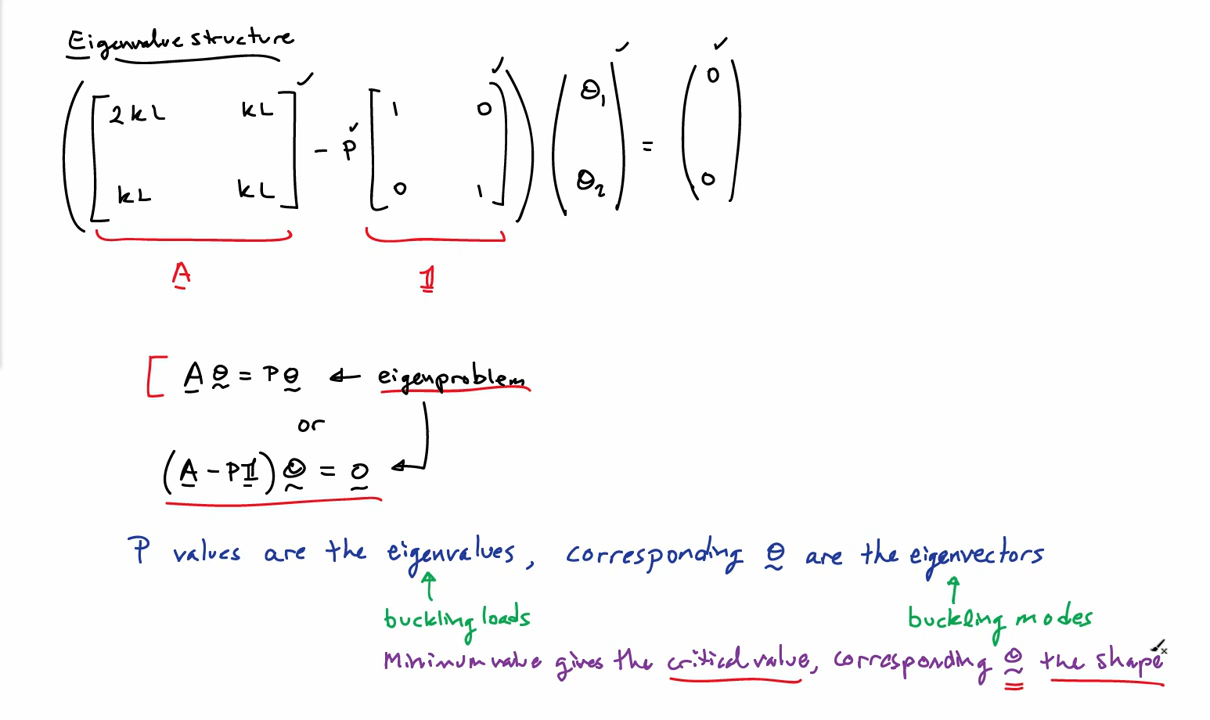 Eigenvalue structure
([2kL kL; kL kL] - P [1 0; 0 1]) (θ₁; θ₂) = (0; 0)
A 𝟙
A θ = P θ ← eigenproblem
or
(A - P𝟙) θ = 0
P values are the eigenvalues, corresponding θ are the eigenvectors
buckling loads buckling modes
Minimum value gives the critical value, corresponding θ the shape